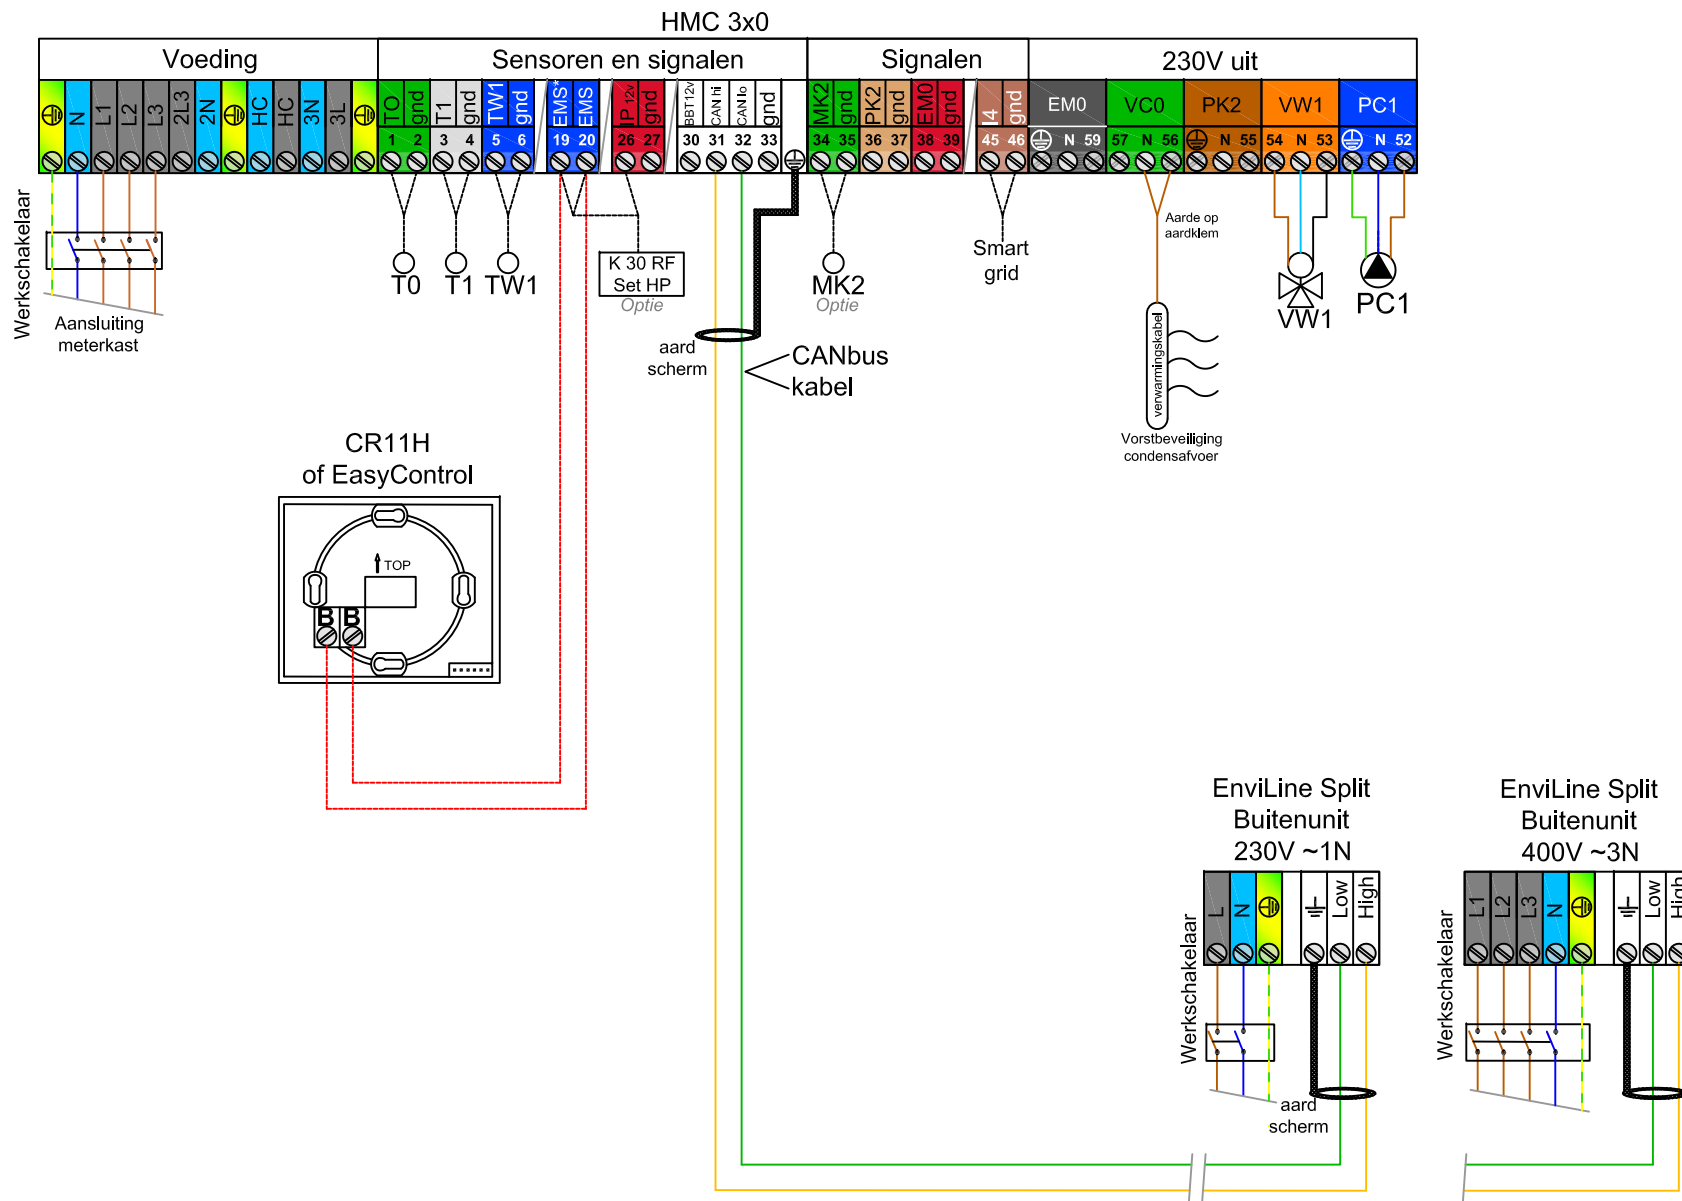 HMC 3x0
Voeding
Sensoren en signalen
Signalen
230V uit
N
L1
L2
L3
2L3
2N
HC
HC
3N
3L
TO
gnd
T1
gnd
TW1
gnd
EMS*
EMS
IP 12v
gnd
BBT12v
CAN hi
CAN lo
gnd
MK2
gnd
PK2
gnd
EM0
gnd
I4
gnd
EM0
VC0
PK2
VW1
PC1
1 2 3 4 5 6 19 20 26 27 30 31 32 33 34 35 36 37 38 39 45 46 N 59 57 N 56 N 55 54 N 53 N 52
Werkschakelaar
Aansluiting
meterkast
T0
T1
TW1
K 30 RF
Set HP
Optie
MK2
Optie
Smart
grid
Aarde op
aardklem
verwarmingskabel
Vorstbeveiliging
condensafvoer
VW1
PC1
aard
scherm
CANbus
kabel
CR11H
of EasyControl
TOP
B B
EnviLine Split
Buitenunit
230V ~1N
L
N
Low
High
Werkschakelaar
aard
scherm
EnviLine Split
Buitenunit
400V ~3N
L1
L2
L3
N
Low
High
Werkschakelaar